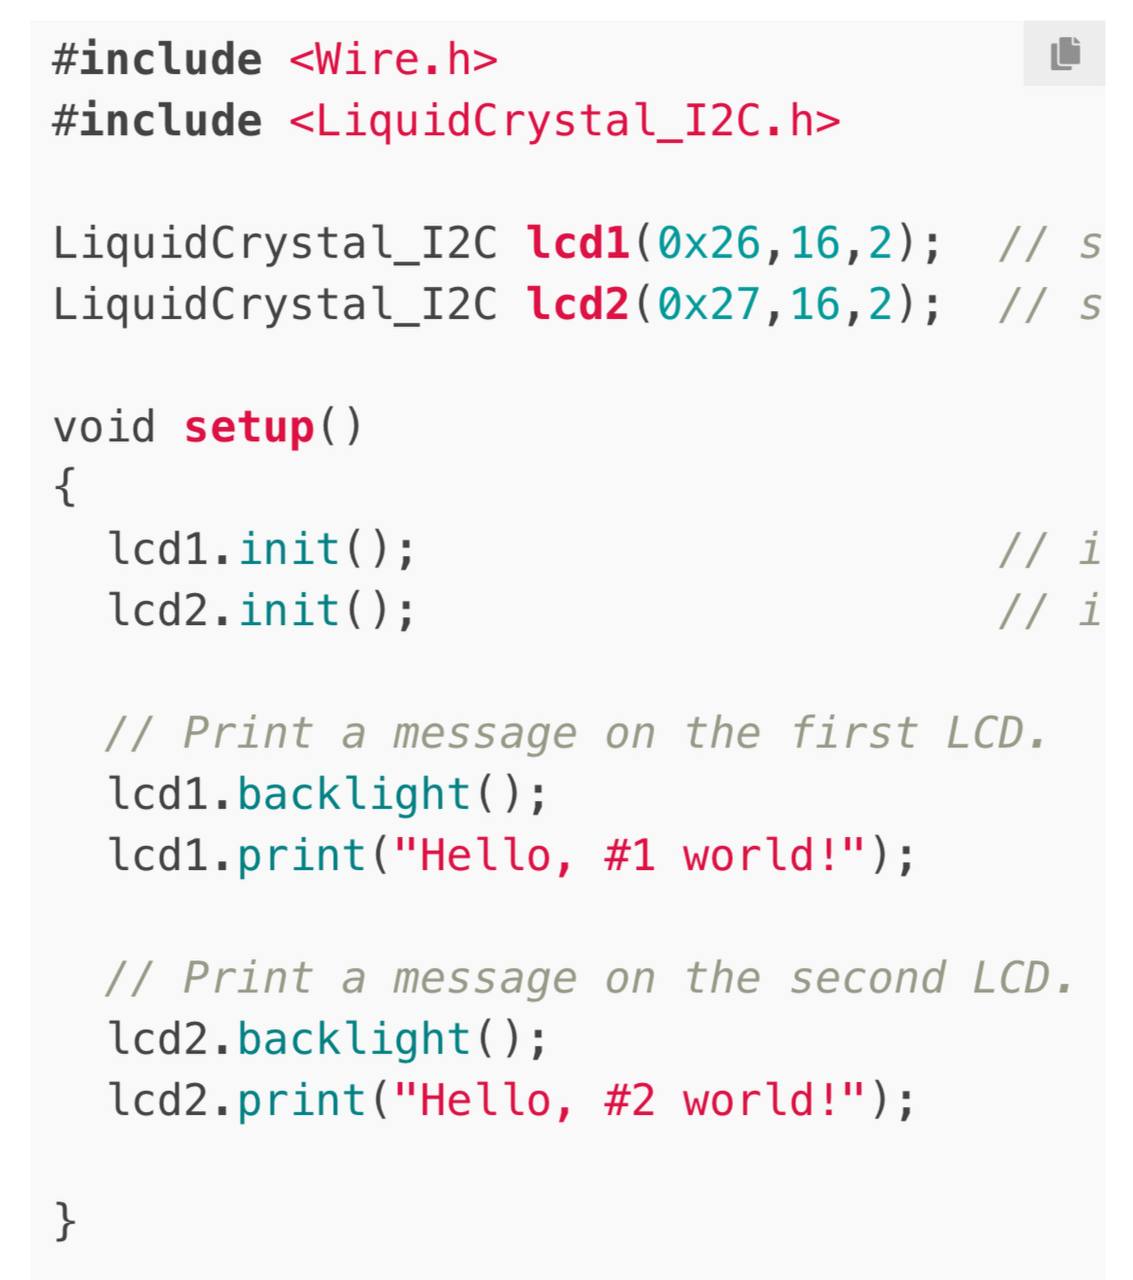 #include <Wire.h>
#include <LiquidCrystal_I2C.h>
LiquidCrystal_I2C lcd1(0x26,16,2);  // s
LiquidCrystal_I2C lcd2(0x27,16,2);  // s
void setup()
{
  lcd1.init();                      // i
  lcd2.init();                      // i
  // Print a message on the first LCD.
  lcd1.backlight();
  lcd1.print("Hello, #1 world!");
  // Print a message on the second LCD.
  lcd2.backlight();
  lcd2.print("Hello, #2 world!");
}